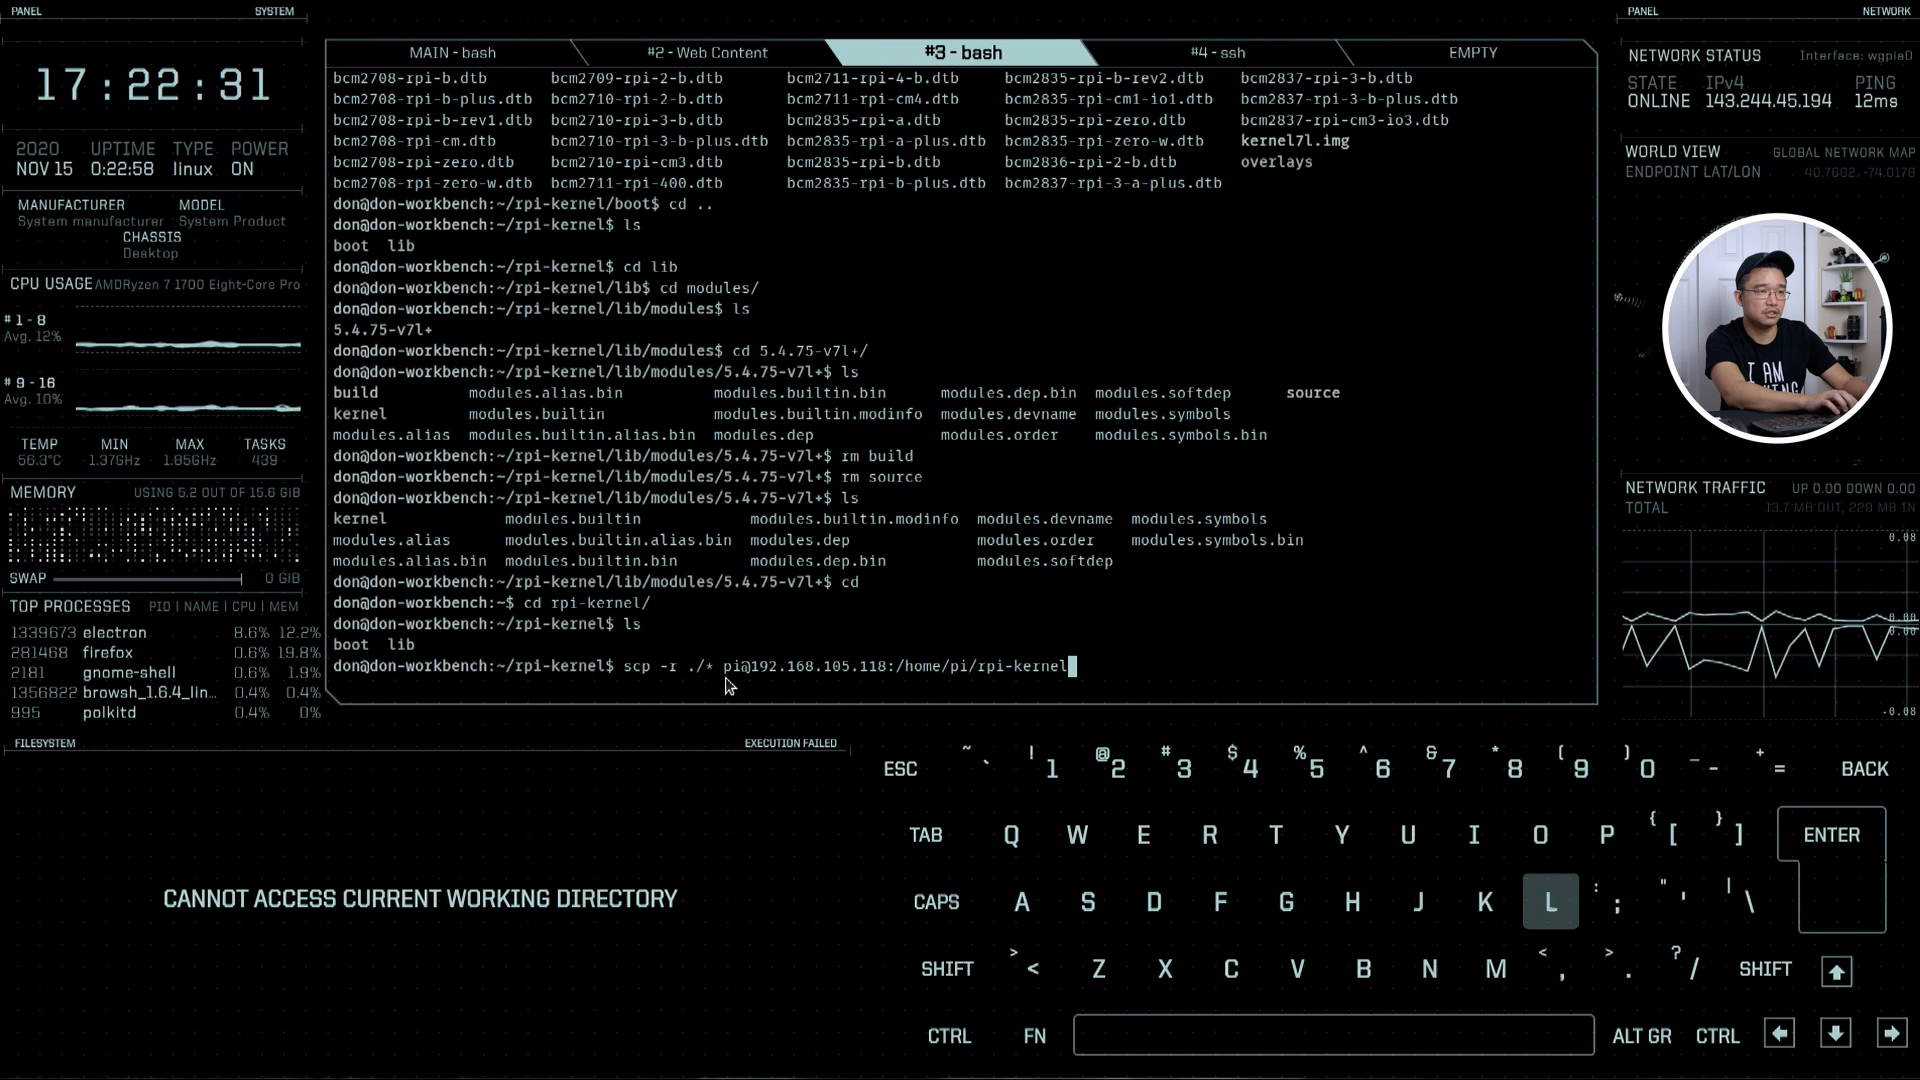 PANEL SYSTEM
17:22:31
2020 UPTIME TYPE POWER
NOV 15 0:22:58 linux ON
MANUFACTURER MODEL
System manufacturer System Product
CHASSIS
Desktop
CPU USAGE AMDRyzen 7 1700 Eight-Core Pro
# 1 - 8
Avg. 12%
# 9 - 16
Avg. 10%
TEMP MIN MAX TASKS
56.3°C 1.37GHz 1.85GHz 439
MEMORY USING 5.2 OUT OF 15.6 GIB
SWAP 0 GIB
TOP PROCESSES PID | NAME | CPU | MEM
1339673 electron 8.6% 12.2%
281468 firefox 0.6% 19.8%
2181 gnome-shell 0.6% 1.9%
1356822 browsh_1.6.4_lin... 0.4% 0.4%
995 polkitd 0.4% 0%
MAIN - bash #2 - Web Content #3 - bash #4 - ssh EMPTY
bcm2708-rpi-b.dtb bcm2709-rpi-2-b.dtb bcm2711-rpi-4-b.dtb bcm2835-rpi-b-rev2.dtb bcm2837-rpi-3-b.dtb
bcm2708-rpi-b-plus.dtb bcm2710-rpi-2-b.dtb bcm2711-rpi-cm4.dtb bcm2835-rpi-cm1-io1.dtb bcm2837-rpi-3-b-plus.dtb
bcm2708-rpi-b-rev1.dtb bcm2710-rpi-3-b.dtb bcm2835-rpi-a.dtb bcm2835-rpi-zero.dtb bcm2837-rpi-cm3-io3.dtb
bcm2708-rpi-cm.dtb bcm2710-rpi-3-b-plus.dtb bcm2835-rpi-a-plus.dtb bcm2835-rpi-zero-w.dtb kernel7l.img
bcm2708-rpi-zero.dtb bcm2710-rpi-cm3.dtb bcm2835-rpi-b.dtb bcm2836-rpi-2-b.dtb overlays
bcm2708-rpi-zero-w.dtb bcm2711-rpi-400.dtb bcm2835-rpi-b-plus.dtb bcm2837-rpi-3-a-plus.dtb
don@don-workbench:~/rpi-kernel/boot$ cd ..
don@don-workbench:~/rpi-kernel$ ls
boot lib
don@don-workbench:~/rpi-kernel$ cd lib
don@don-workbench:~/rpi-kernel/lib$ cd modules/
don@don-workbench:~/rpi-kernel/lib/modules$ ls
5.4.75-v7l+
don@don-workbench:~/rpi-kernel/lib/modules$ cd 5.4.75-v7l+/
don@don-workbench:~/rpi-kernel/lib/modules/5.4.75-v7l+$ ls
build modules.alias.bin modules.builtin.bin modules.dep.bin modules.softdep source
kernel modules.builtin modules.builtin.modinfo modules.devname modules.symbols
modules.alias modules.builtin.alias.bin modules.dep modules.order modules.symbols.bin
don@don-workbench:~/rpi-kernel/lib/modules/5.4.75-v7l+$ rm build
don@don-workbench:~/rpi-kernel/lib/modules/5.4.75-v7l+$ rm source
don@don-workbench:~/rpi-kernel/lib/modules/5.4.75-v7l+$ ls
kernel modules.builtin modules.builtin.modinfo modules.devname modules.symbols
modules.alias modules.builtin.alias.bin modules.dep modules.order modules.symbols.bin
modules.alias.bin modules.builtin.bin modules.dep.bin modules.softdep
don@don-workbench:~/rpi-kernel/lib/modules/5.4.75-v7l+$ cd
don@don-workbench:~$ cd rpi-kernel/
don@don-workbench:~/rpi-kernel$ ls
boot lib
don@don-workbench:~/rpi-kernel$ scp -r ./* pi@192.168.105.118:/home/pi/rpi-kernel
PANEL NETWORK
NETWORK STATUS Interface: wgpia0
STATE IPv4 PING
ONLINE 143.244.45.194 12ms
WORLD VIEW GLOBAL NETWORK MAP
ENDPOINT LAT/LON 40.7662, -74.0178
I AM
NETWORK TRAFFIC UP 0.00 DOWN 0.00
TOTAL 13.7 MB OUT, 229 MB IN
0.08
-0.08
FILESYSTEM EXECUTION FAILED
CANNOT ACCESS CURRENT WORKING DIRECTORY
ESC ~ ` ! 1 @ 2 # 3 $ 4 % 5 ^ 6 & 7 * 8 ( 9 ) 0 _ - + = BACK
TAB Q W E R T Y U I O P { [ } ] ENTER
CAPS A S D F G H J K L : ; " ' | \
SHIFT > < Z X C V B N M < , > . ? / SHIFT
CTRL FN ALT GR CTRL